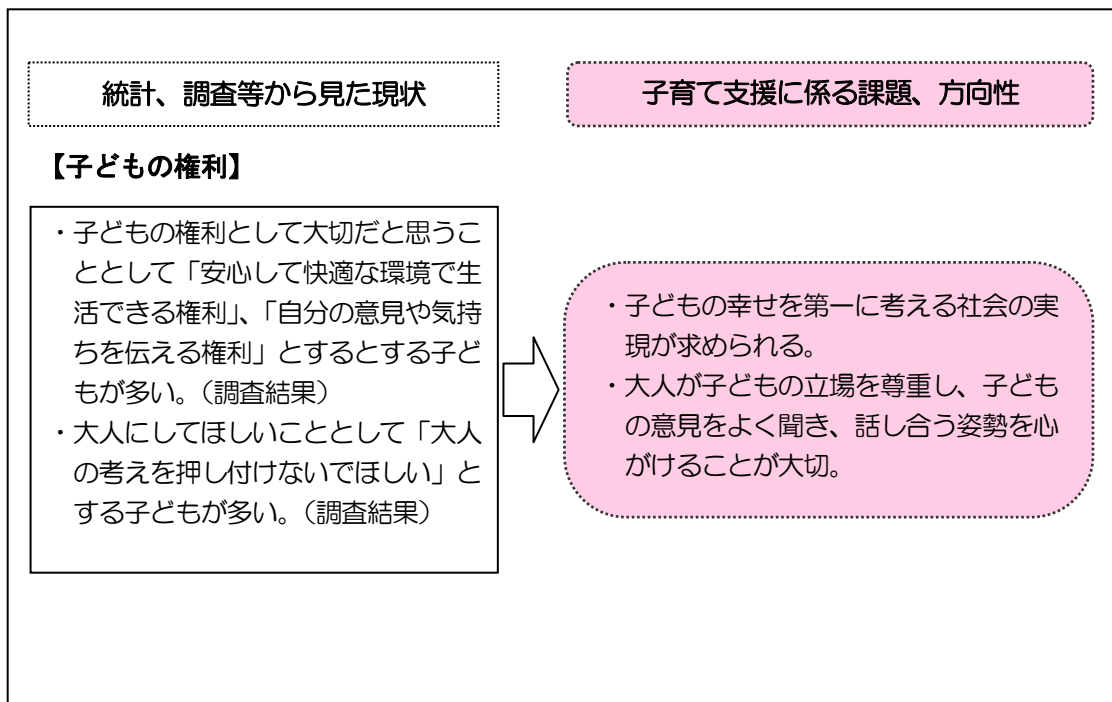 統計、調査等から見た現状
子育て支援に係る課題、方向性
【子どもの権利】
・子どもの権利として大切だと思うこ
ととして「安心して快適な環境で生
活できる権利」、「自分の意見や気持
ちを伝える権利」とするとする子ど
もが多い。(調査結果)
・大人にしてほしいこととして「大人
の考えを押し付けないでほしい」と
する子どもが多い。(調査結果)
・子どもの幸せを第一に考える社会の実
現が求められる。
・大人が子どもの立場を尊重し、子ども
の意見をよく聞き、話し合う姿勢を心
がけることが大切。